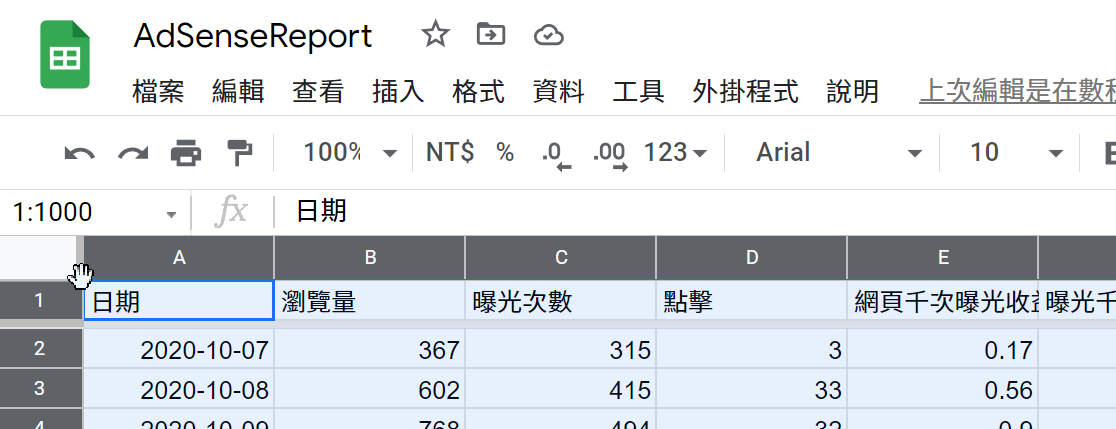 AdSenseReport
檔案 編輯 查看 插入 格式 資料 工具 外掛程式 說明 上次編輯是在數
100% NT$ % .0 .00 123 Arial 10 B
1:1000 fx 日期
A B C D E
1 日期 瀏覽量 曝光次數 點擊 網頁千次曝光收益 曝光千
2 2020-10-07 367 315 3 0.17
3 2020-10-08 602 415 33 0.56
4 2020-10-09 768 494 32 0.9